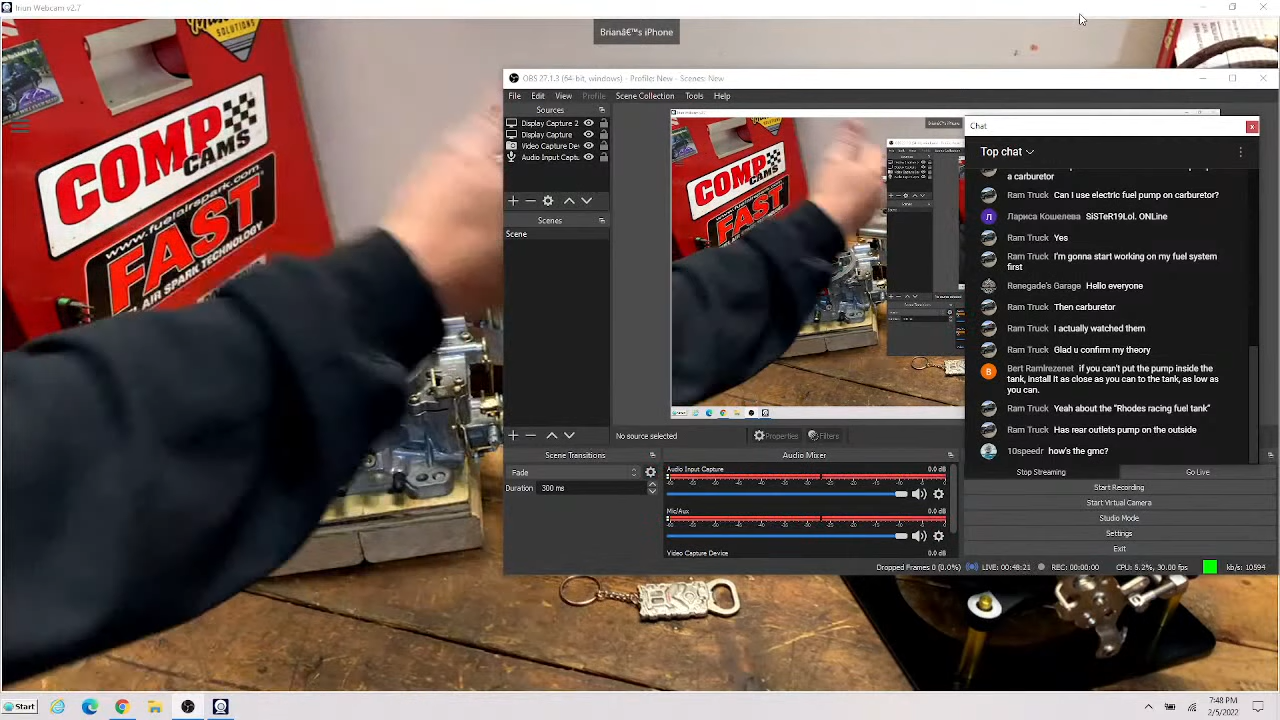 Iriun Webcam v2.7
Brianâ€™s iPhone
SOLUTIONS
COMP
CAMS
www.fuelairspark.com
FAST
AIR SPARK TECHNOLOGY
OBS 27.1.3 (64-bit, windows) - Profile: New - Scenes: New
File Edit View Profile Scene Collection Tools Help
Sources
Display Capture 2
Display Capture
Video Capture Dev
Audio Input Captu
Scenes
Scene
Scene Transitions
Fade
Duration 300 ms
COMP
CAMS
FAST
No source selected
Properties
Filters
Audio Mixer
Audio Input Capture 0.0 dB
Mic/Aux 0.0 dB
Video Capture Device 0.0 dB
Chat
Top chat
a carburetor
Ram Truck Can I use electric fuel pump on carburetor?
Лариса Кошелева SiSTeR19Lol. ONLine
Ram Truck Yes
Ram Truck I'm gonna start working on my fuel system
first
Renegade's Garage Hello everyone
Ram Truck Then carburetor
Ram Truck I actually watched them
Ram Truck Glad u confirm my theory
Bert Ramlrezenet if you can't put the pump inside the
tank, install it as close as you can to the tank, as low as
you can.
Ram Truck Yeah about the "Rhodes racing fuel tank"
Ram Truck Has rear outlets pump on the outside
10speedr how's the gmc?
Stop Streaming
Go Live
Start Recording
Start Virtual Camera
Studio Mode
Settings
Exit
Dropped Frames 0 (0.0%) LIVE: 00:48:21 REC: 00:00:00 CPU: 5.2%, 30.00 fps kb/s: 10594
Start
7:48 PM
2/5/2022